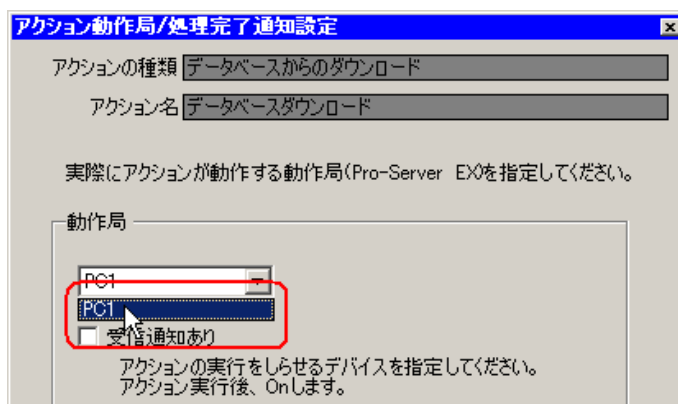 アクション動作局/処理完了通知設定
アクションの種類 データベースからのダウンロード
アクション名 データベースダウンロード
実際にアクションが動作する動作局(Pro-Server EX)を指定してください。
動作局
PC1
PC1
受信通知あり
アクションの実行をしらせるデバイスを指定してください。
アクション実行後、Onします。